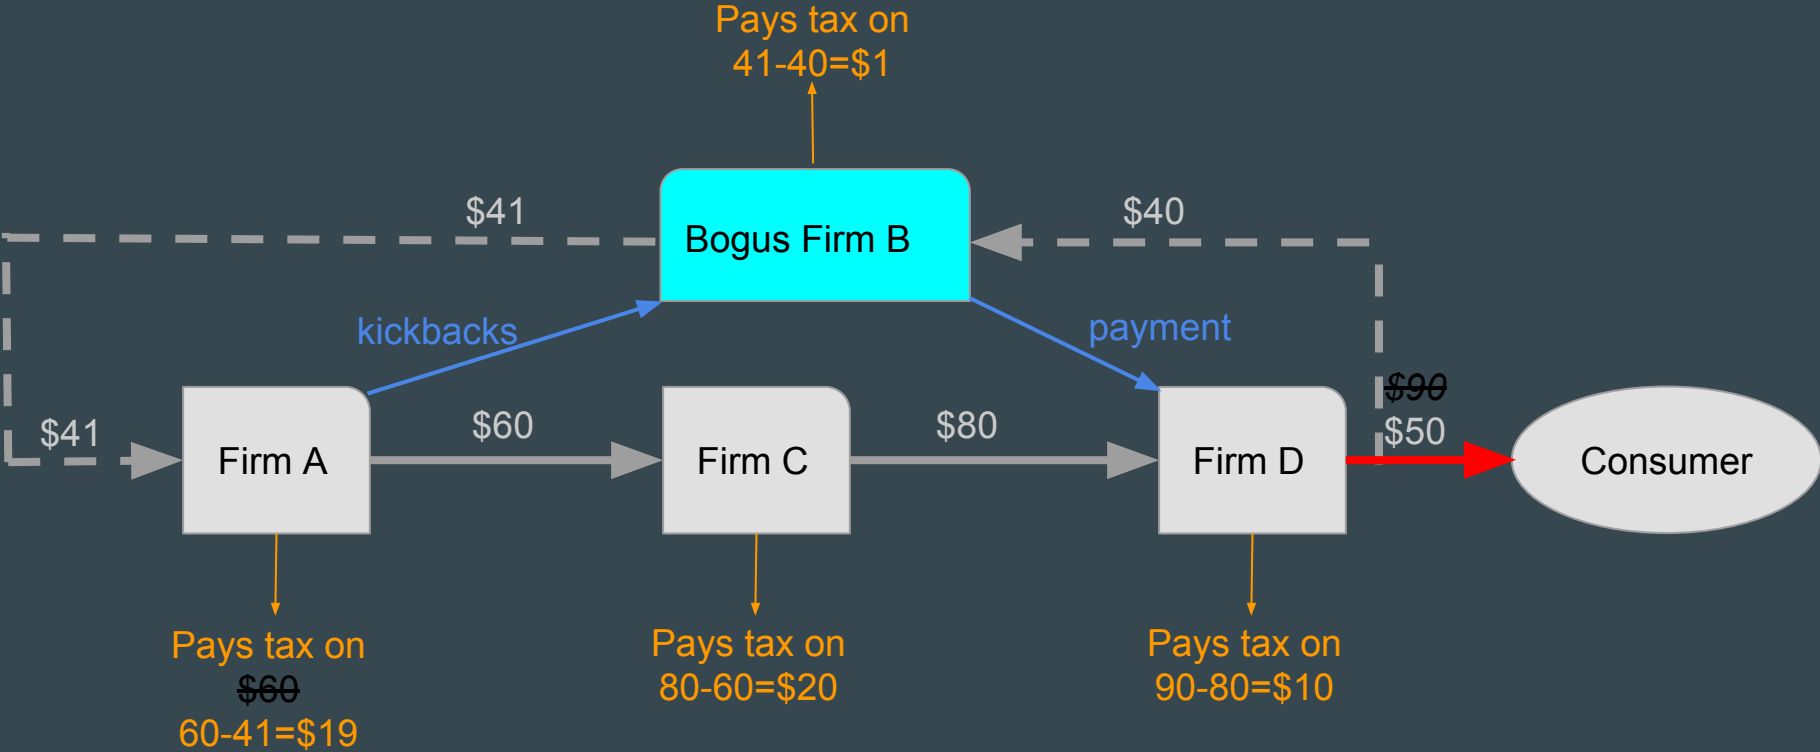 Pays tax on
41-40=$1
$41
Bogus Firm B
$40
kickbacks
payment
$41
Firm A
$60
Firm C
$80
Firm D
$90
$50
Consumer
Pays tax on
$60
60-41=$19
Pays tax on
80-60=$20
Pays tax on
90-80=$10